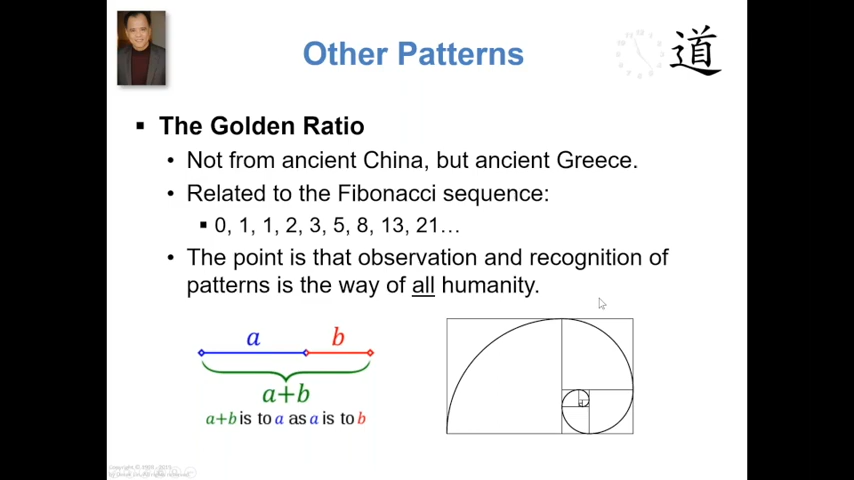 Other Patterns
道
▪ The Golden Ratio
• Not from ancient China, but ancient Greece.
• Related to the Fibonacci sequence:
▪ 0, 1, 1, 2, 3, 5, 8, 13, 21…
• The point is that observation and recognition of
patterns is the way of all humanity.
a b
a+b
a+b is to a as a is to b